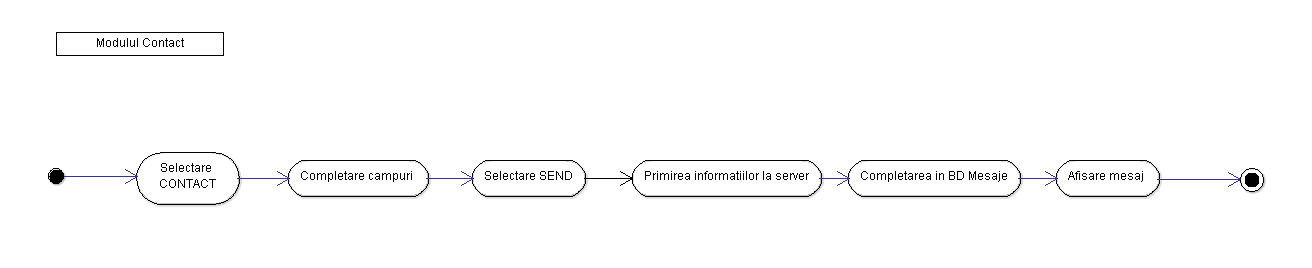 Modulul Contact
Selectare
CONTACT
Completare campuri
Selectare SEND
Primirea informatiilor la server
Completarea in BD Mesaje
Afisare mesaj